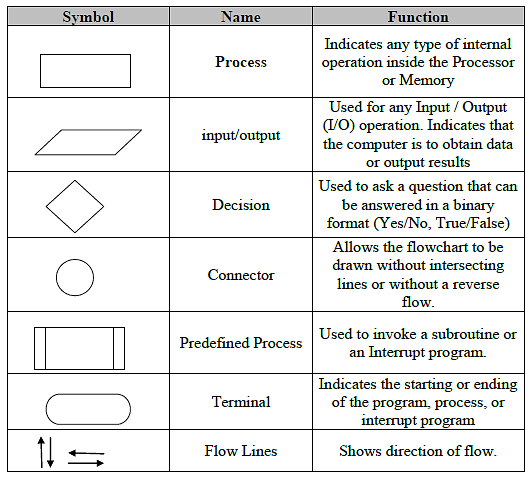 Symbol Name Function
Process
Indicates any type of internal
operation inside the Processor
or Memory
input/output
Used for any Input / Output
(I/O) operation. Indicates that
the computer is to obtain data
or output results
Decision
Used to ask a question that can
be answered in a binary
format (Yes/No, True/False)
Connector
Allows the flowchart to be
drawn without intersecting
lines or without a reverse
flow.
Predefined Process
Used to invoke a subroutine or
an Interrupt program.
Terminal
Indicates the starting or ending
of the program, process, or
interrupt program
Flow Lines
Shows direction of flow.